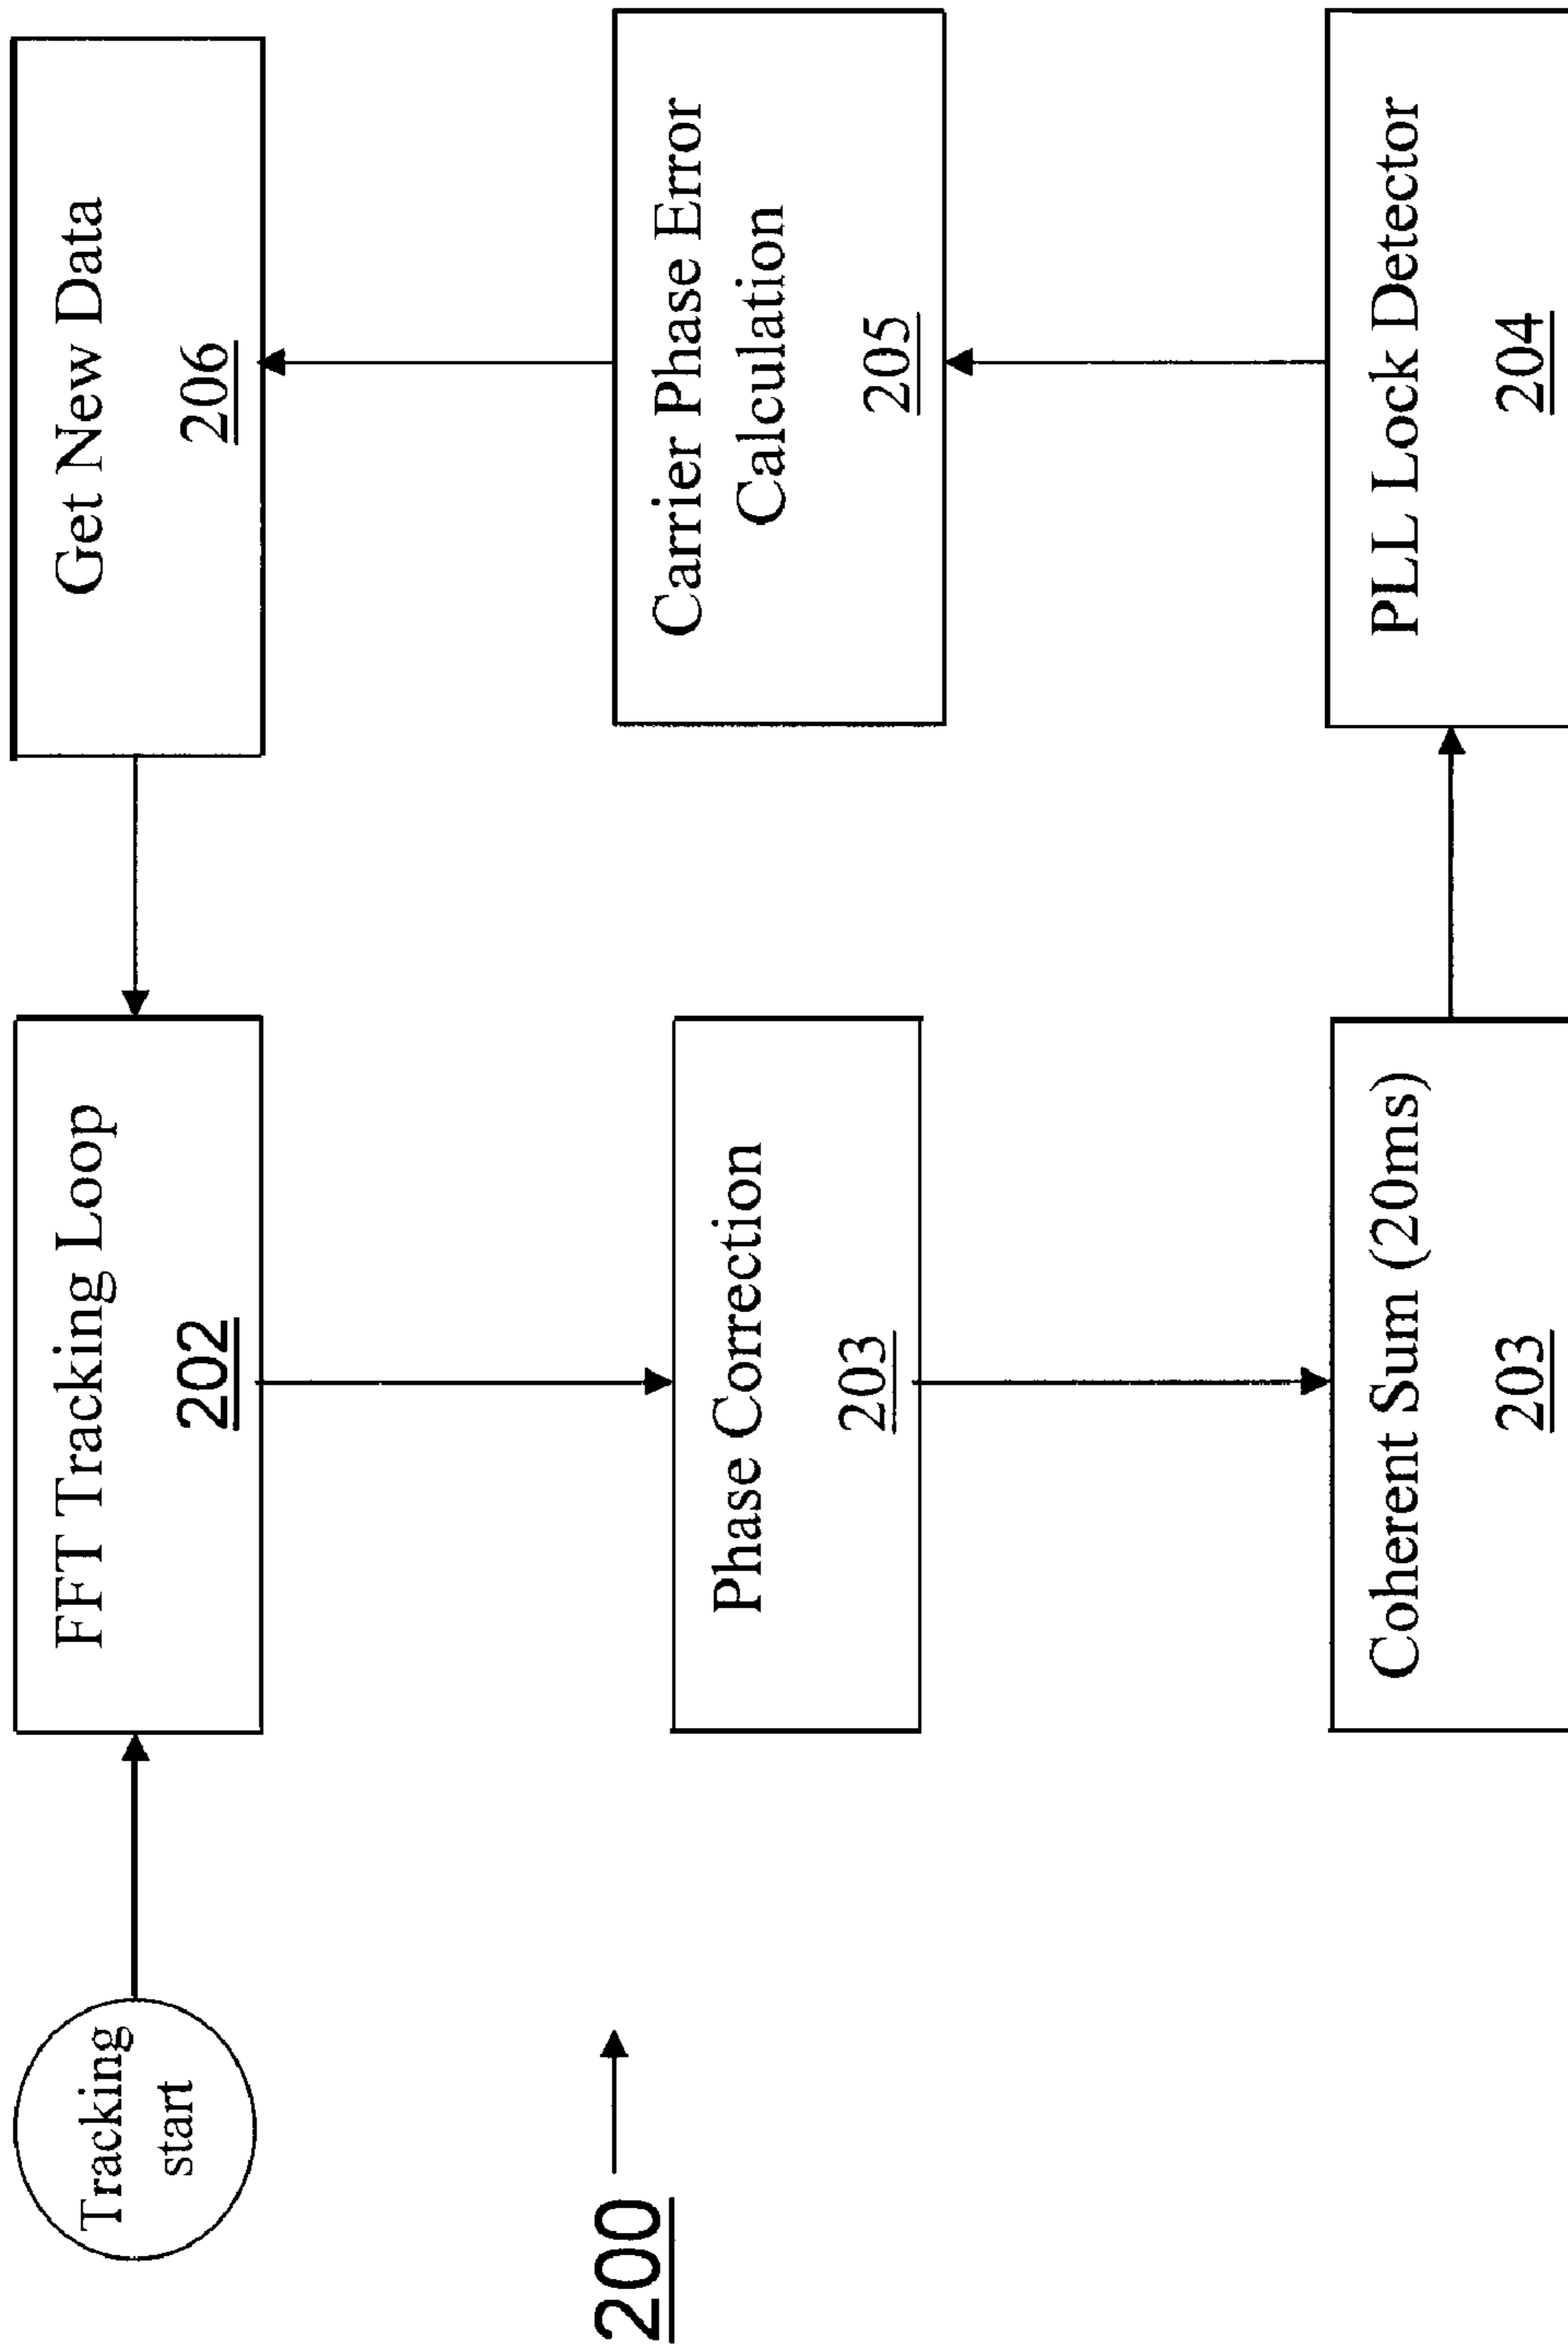 Tracking
start
FFT Tracking Loop
202
Get New Data
206
200
Phase Correction
203
Carrier Phase Error
Calculation
205
Coherent Sum (20ms)
203
PLL Lock Detector
204